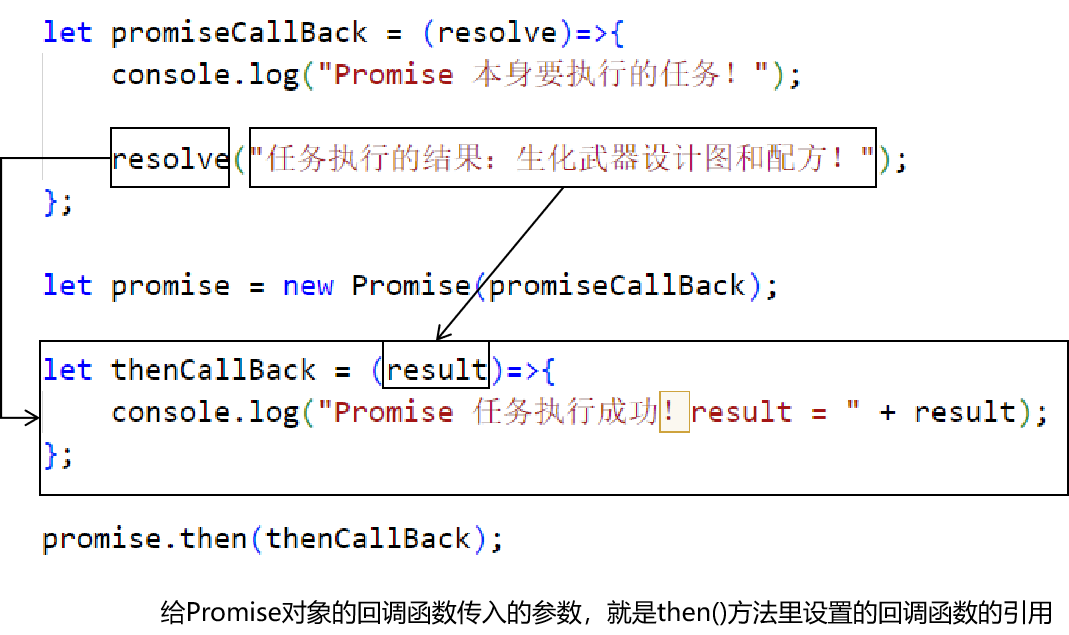 let promiseCallBack = (resolve)=>{
console.log("Promise 本身要执行的任务！");
resolve("任务执行的结果：生化武器设计图和配方！");
};
let promise = new Promise(promiseCallBack);
let thenCallBack = (result)=>{
console.log("Promise 任务执行成功！result = " + result);
};
promise.then(thenCallBack);
给Promise对象的回调函数传入的参数，就是then()方法里设置的回调函数的引用